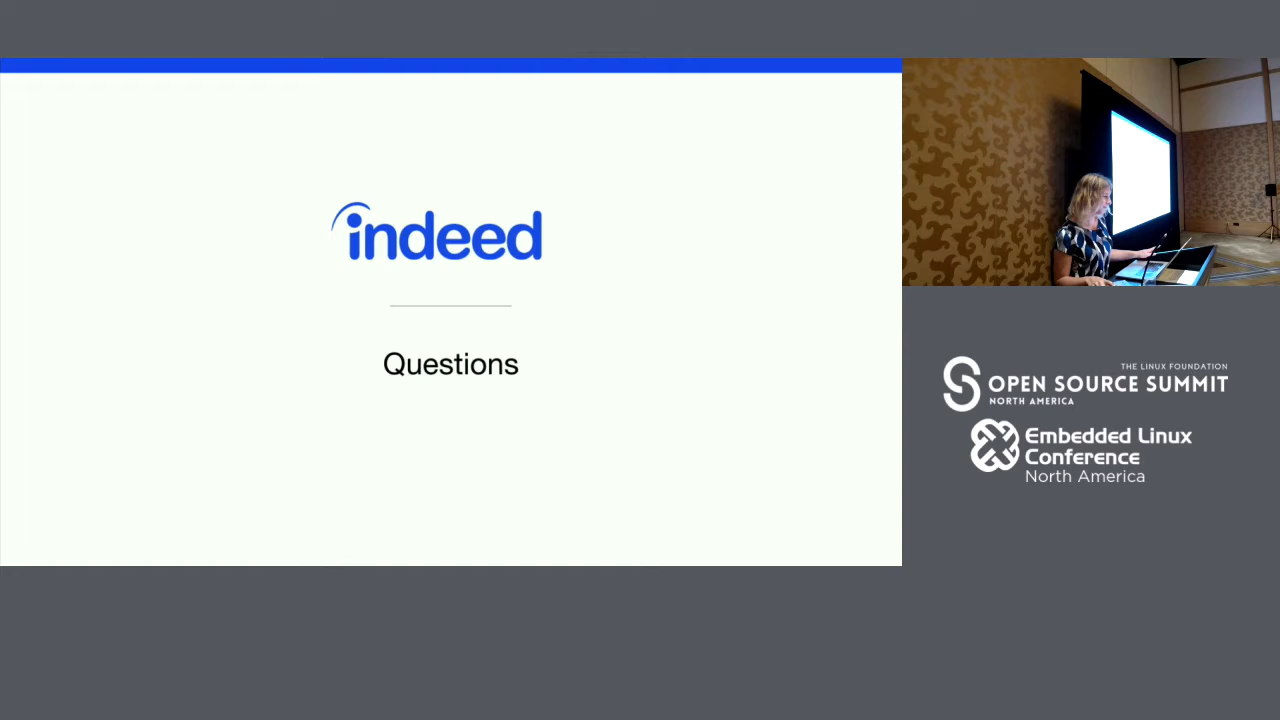 indeed
Questions
THE LINUX FOUNDATION
OPEN SOURCE SUMMIT
NORTH AMERICA
Embedded Linux
Conference
North America